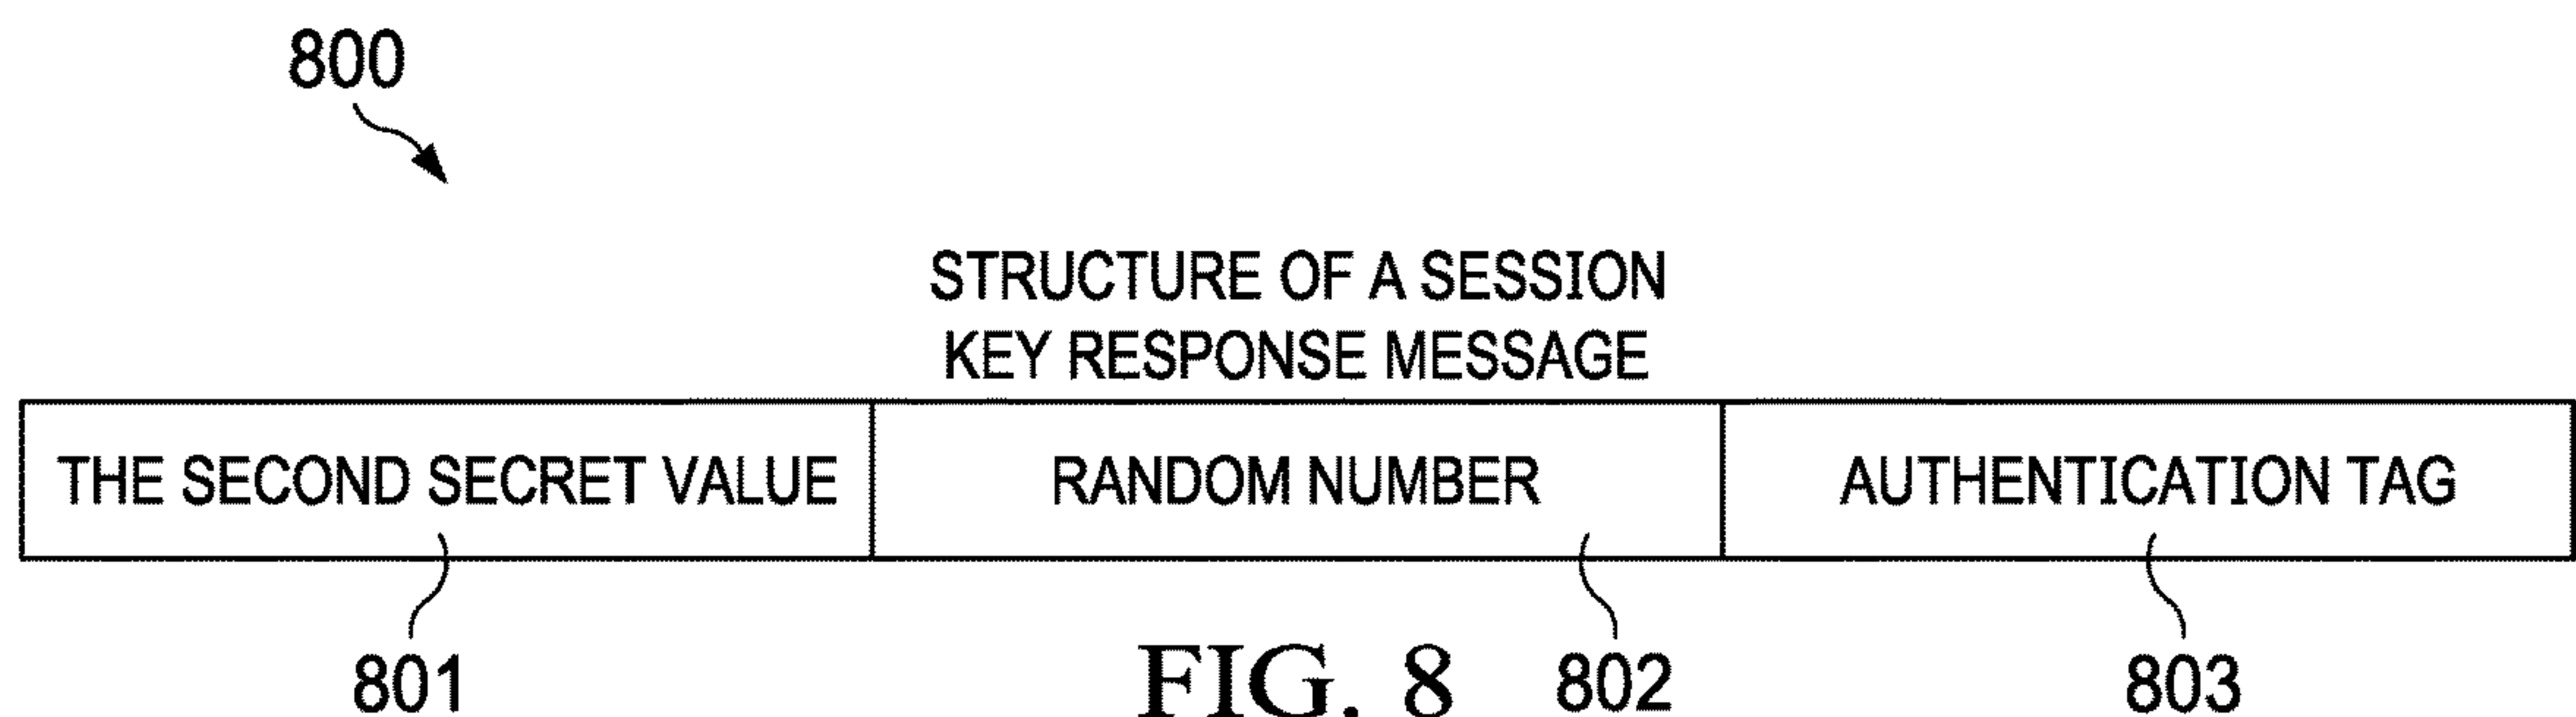 800
STRUCTURE OF A SESSION
KEY RESPONSE MESSAGE
THE SECOND SECRET VALUE
RANDOM NUMBER
AUTHENTICATION TAG
801
FIG. 8
802
803